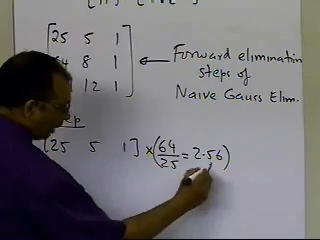 [25 5 1
64 8 1
12 1]
← Forward elimination
steps of
Naive Gauss Elim.
[25 5 1] × (64/25 = 2.56)